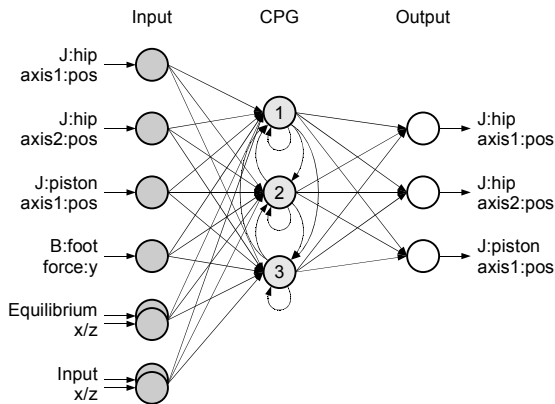 Input CPG Output
J:hip
axis1:pos
J:hip
axis2:pos
J:piston
axis1:pos
B:foot
force:y
Equilibrium
x/z
Input
x/z
1
2
3
J:hip
axis1:pos
J:hip
axis2:pos
J:piston
axis1:pos